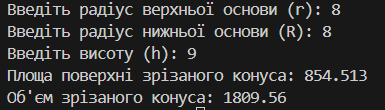 Введіть радіус верхньої основи (r): 8
Введіть радіус нижньої основи (R): 8
Введіть висоту (h): 9
Площа поверхні зрізаного конуса: 854.513
Об'єм зрізаного конуса: 1809.56